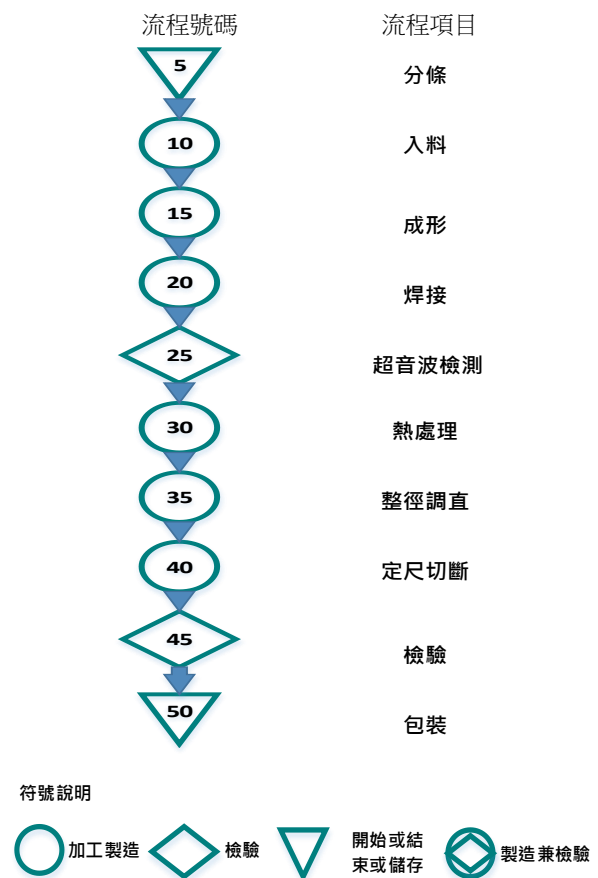 流程號碼 流程項目
5 分條
10 入料
15 成形
20 焊接
25 超音波檢測
30 熱處理
35 整徑調直
40 定尺切斷
45 檢驗
50 包裝
符號說明
加工製造 檢驗 開始或結 製造兼檢驗
束或儲存